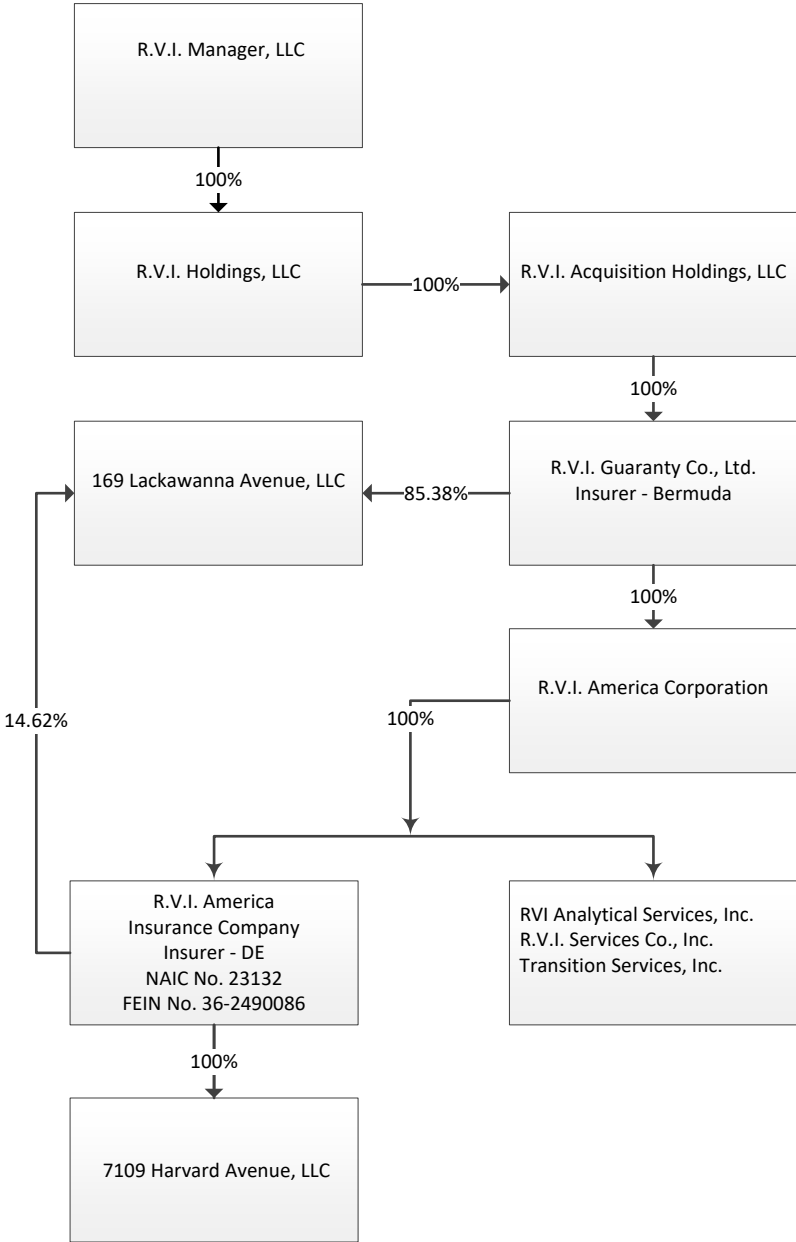 R.V.I. Manager, LLC
100%
R.V.I. Holdings, LLC
100%
R.V.I. Acquisition Holdings, LLC
100%
169 Lackawanna Avenue, LLC
85.38%
R.V.I. Guaranty Co., Ltd.
Insurer - Bermuda
100%
R.V.I. America Corporation
14.62%
100%
R.V.I. America
Insurance Company
Insurer - DE
NAIC No. 23132
FEIN No. 36-2490086
RVI Analytical Services, Inc.
R.V.I. Services Co., Inc.
Transition Services, Inc.
100%
7109 Harvard Avenue, LLC